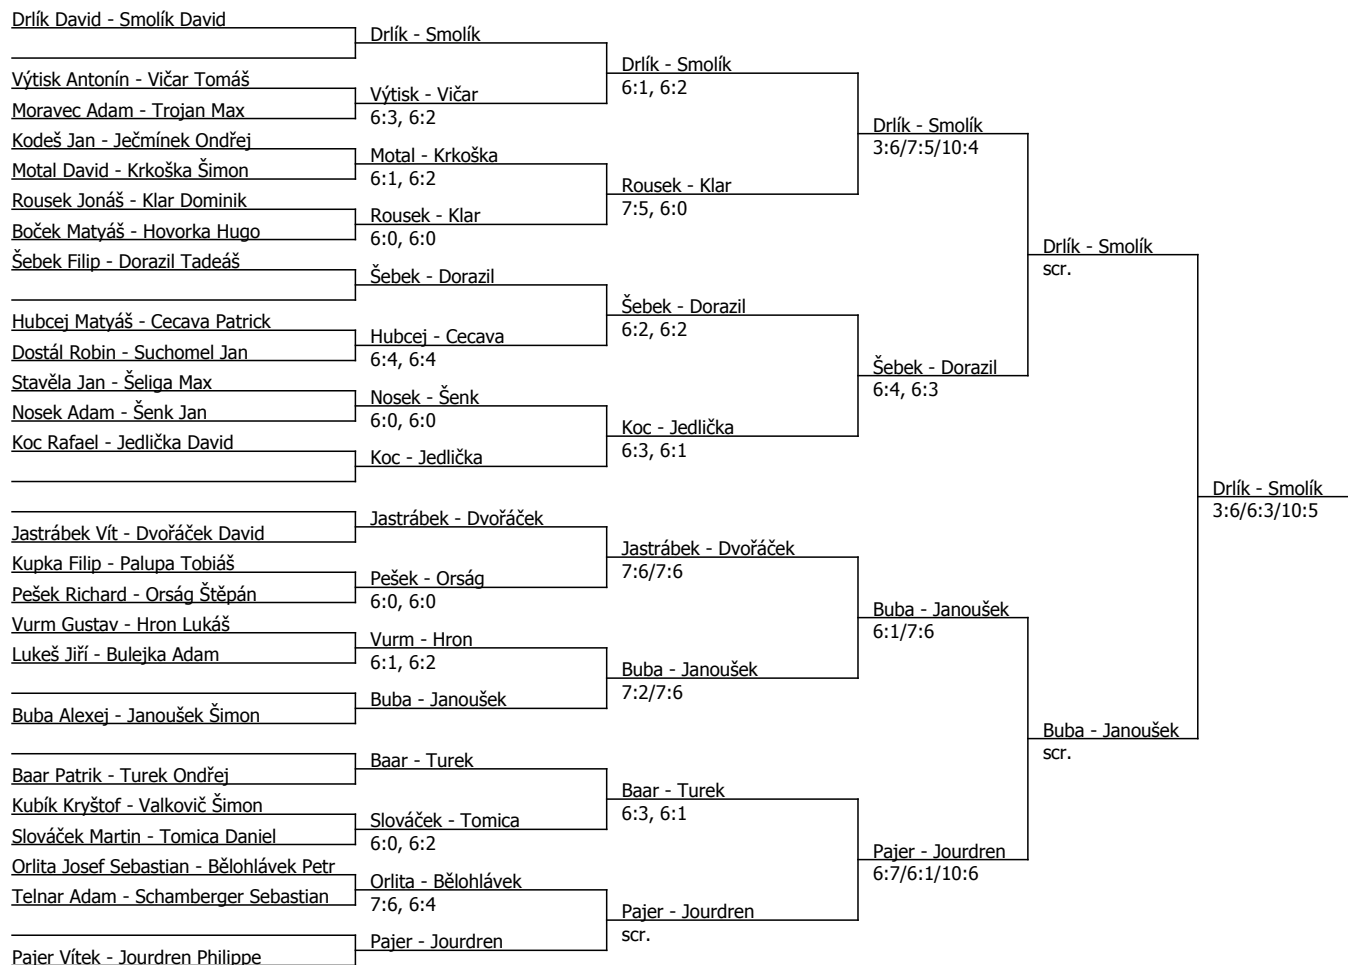 Drlík David - Smolík David
Výtisk Antonín - Vičar Tomáš
Moravec Adam - Trojan Max
Kodeš Jan - Ječmínek Ondřej
Motal David - Krkoška Šimon
Rousek Jonáš - Klar Dominik
Boček Matyáš - Hovorka Hugo
Šebek Filip - Dorazil Tadeáš
Hubcej Matyáš - Cecava Patrick
Dostál Robin - Suchomel Jan
Stavěla Jan - Šeliga Max
Nosek Adam - Šenk Jan
Koc Rafael - Jedlička David
Jastrábek Vít - Dvořáček David
Kupka Filip - Palupa Tobiáš
Pešek Richard - Orság Štěpán
Vurm Gustav - Hron Lukáš
Lukeš Jiří - Bulejka Adam
Buba Alexej - Janoušek Šimon
Baar Patrik - Turek Ondřej
Kubík Kryštof - Valkovič Šimon
Slováček Martin - Tomica Daniel
Orlita Josef Sebastian - Bělohlávek Petr
Telnar Adam - Schamberger Sebastian
Pajer Vítek - Jourdren Philippe
Drlík - Smolík
Výtisk - Vičar
6:3, 6:2
Motal - Krkoška
6:1, 6:2
Rousek - Klar
6:0, 6:0
Šebek - Dorazil
Hubcej - Cecava
6:4, 6:4
Nosek - Šenk
6:0, 6:0
Koc - Jedlička
Jastrábek - Dvořáček
Pešek - Orság
6:0, 6:0
Vurm - Hron
6:1, 6:2
Buba - Janoušek
Baar - Turek
Slováček - Tomica
6:0, 6:2
Orlita - Bělohlávek
7:6, 6:4
Pajer - Jourdren
Drlík - Smolík
6:1, 6:2
Rousek - Klar
7:5, 6:0
Šebek - Dorazil
6:2, 6:2
Koc - Jedlička
6:3, 6:1
Jastrábek - Dvořáček
7:6/7:6
Buba - Janoušek
7:2/7:6
Baar - Turek
6:3, 6:1
Pajer - Jourdren
scr.
Drlík - Smolík
3:6/7:5/10:4
Šebek - Dorazil
6:4, 6:3
Buba - Janoušek
6:1/7:6
Pajer - Jourdren
6:7/6:1/10:6
Drlík - Smolík
scr.
Buba - Janoušek
scr.
Drlík - Smolík
3:6/6:3/10:5